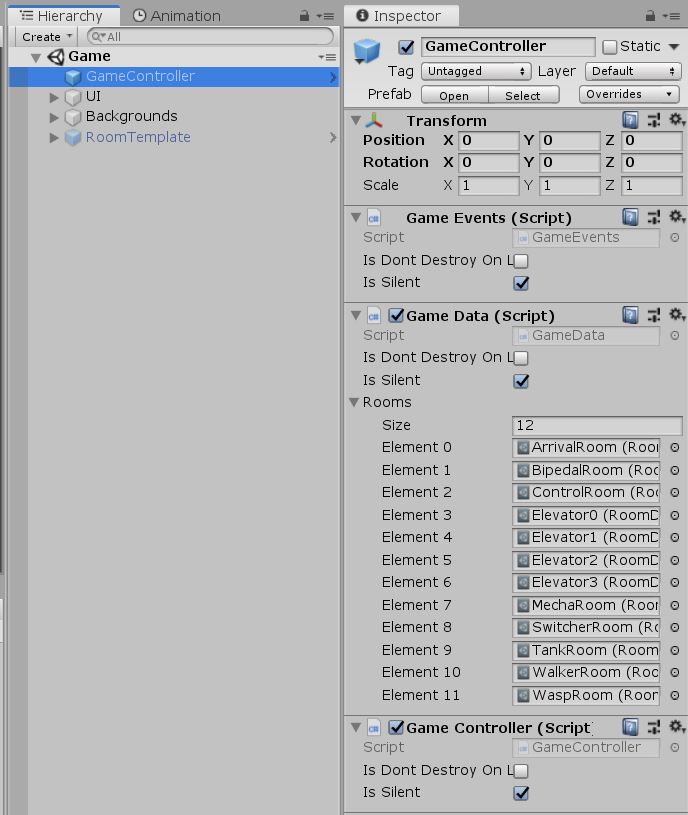 Hierarchy
Animation
Create
All
Game
GameController
UI
Backgrounds
RoomTemplate
Inspector
GameController
Static
Tag Untagged Layer Default
Prefab Open Select Overrides
Transform
Position X 0 Y 0 Z 0
Rotation X 0 Y 0 Z 0
Scale X 1 Y 1 Z 1
Game Events (Script)
Script GameEvents
Is Dont Destroy On L
Is Silent
Game Data (Script)
Script GameData
Is Dont Destroy On L
Is Silent
Rooms
Size 12
Element 0 ArrivalRoom (Roor
Element 1 BipedalRoom (Roc
Element 2 ControlRoom (Ro
Element 3 Elevator0 (RoomD
Element 4 Elevator1 (RoomD
Element 5 Elevator2 (RoomD
Element 6 Elevator3 (RoomD
Element 7 MechaRoom (Roor
Element 8 SwitcherRoom (Ro
Element 9 TankRoom (Room
Element 10 WalkerRoom (Roo
Element 11 WaspRoom (Roor
Game Controller (Script)
Script GameController
Is Dont Destroy On L
Is Silent